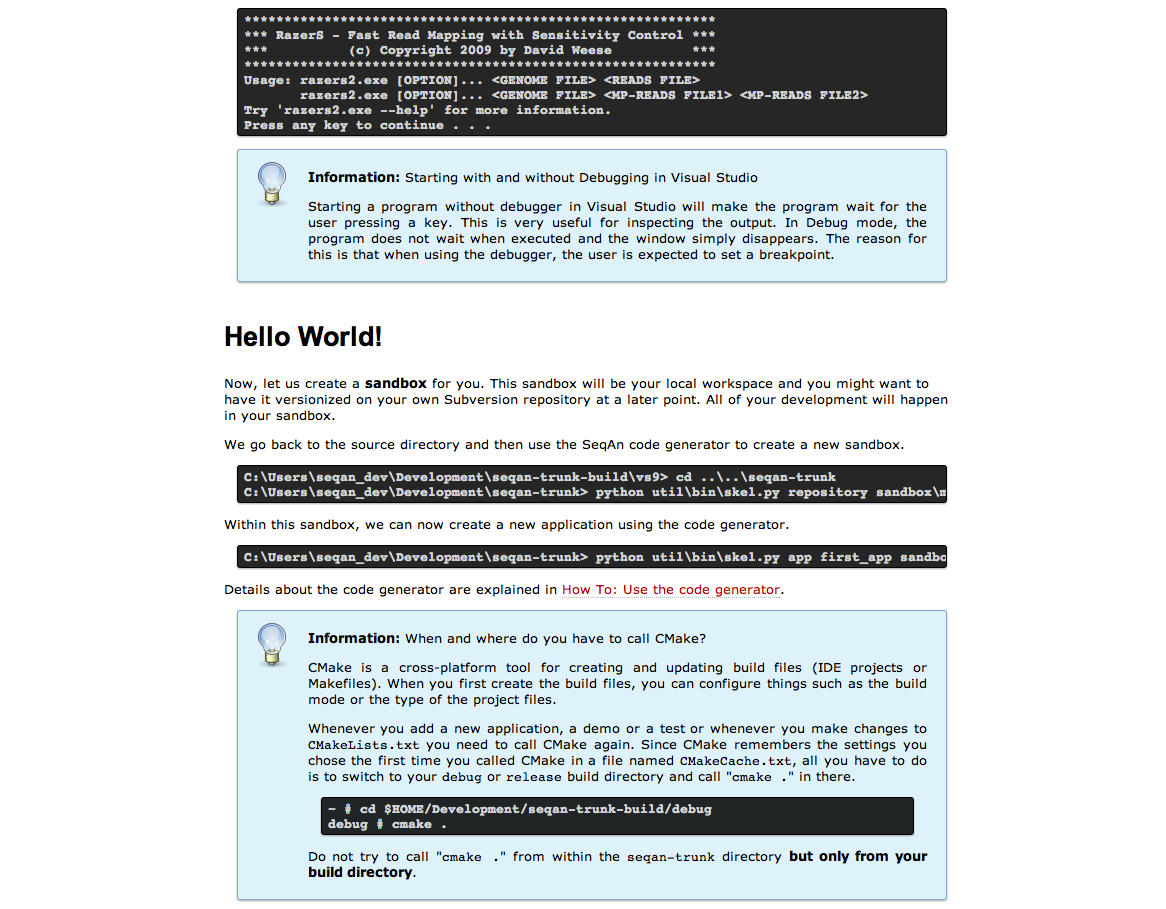 ***********************************************************
*** RazerS - Fast Read Mapping with Sensitivity Control ***
***          (c) Copyright 2009 by David Weese          ***
***********************************************************
Usage: razers2.exe [OPTION]... <GENOME FILE> <READS FILE>
       razers2.exe [OPTION]... <GENOME FILE> <MP-READS FILE1> <MP-READS FILE2>
Try 'razers2.exe --help' for more information.
Press any key to continue . . .
Information: Starting with and without Debugging in Visual Studio
Starting a program without debugger in Visual Studio will make the program wait for the
user pressing a key. This is very useful for inspecting the output. In Debug mode, the
program does not wait when executed and the window simply disappears. The reason for
this is that when using the debugger, the user is expected to set a breakpoint.
Hello World!
Now, let us create a sandbox for you. This sandbox will be your local workspace and you might want to
have it versionized on your own Subversion repository at a later point. All of your development will happen
in your sandbox.
We go back to the source directory and then use the SeqAn code generator to create a new sandbox.
C:\Users\seqan_dev\Development\seqan-trunk-build\vs9> cd ..\..\seqan-trunk
C:\Users\seqan_dev\Development\seqan-trunk> python util\bin\skel.py repository sandbox\
Within this sandbox, we can now create a new application using the code generator.
C:\Users\seqan_dev\Development\seqan-trunk> python util\bin\skel.py app first_app sandbo
Details about the code generator are explained in How To: Use the code generator.
Information: When and where do you have to call CMake?
CMake is a cross-platform tool for creating and updating build files (IDE projects or
Makefiles). When you first create the build files, you can configure things such as the build
mode or the type of the project files.
Whenever you add a new application, a demo or a test or whenever you make changes to
CMakeLists.txt you need to call CMake again. Since CMake remembers the settings you
chose the first time you called CMake in a file named CMakeCache.txt, all you have to do
is to switch to your debug or release build directory and call "cmake ." in there.
~ # cd $HOME/Development/seqan-trunk-build/debug
debug # cmake .
Do not try to call "cmake ." from within the seqan-trunk directory but only from your
build directory.